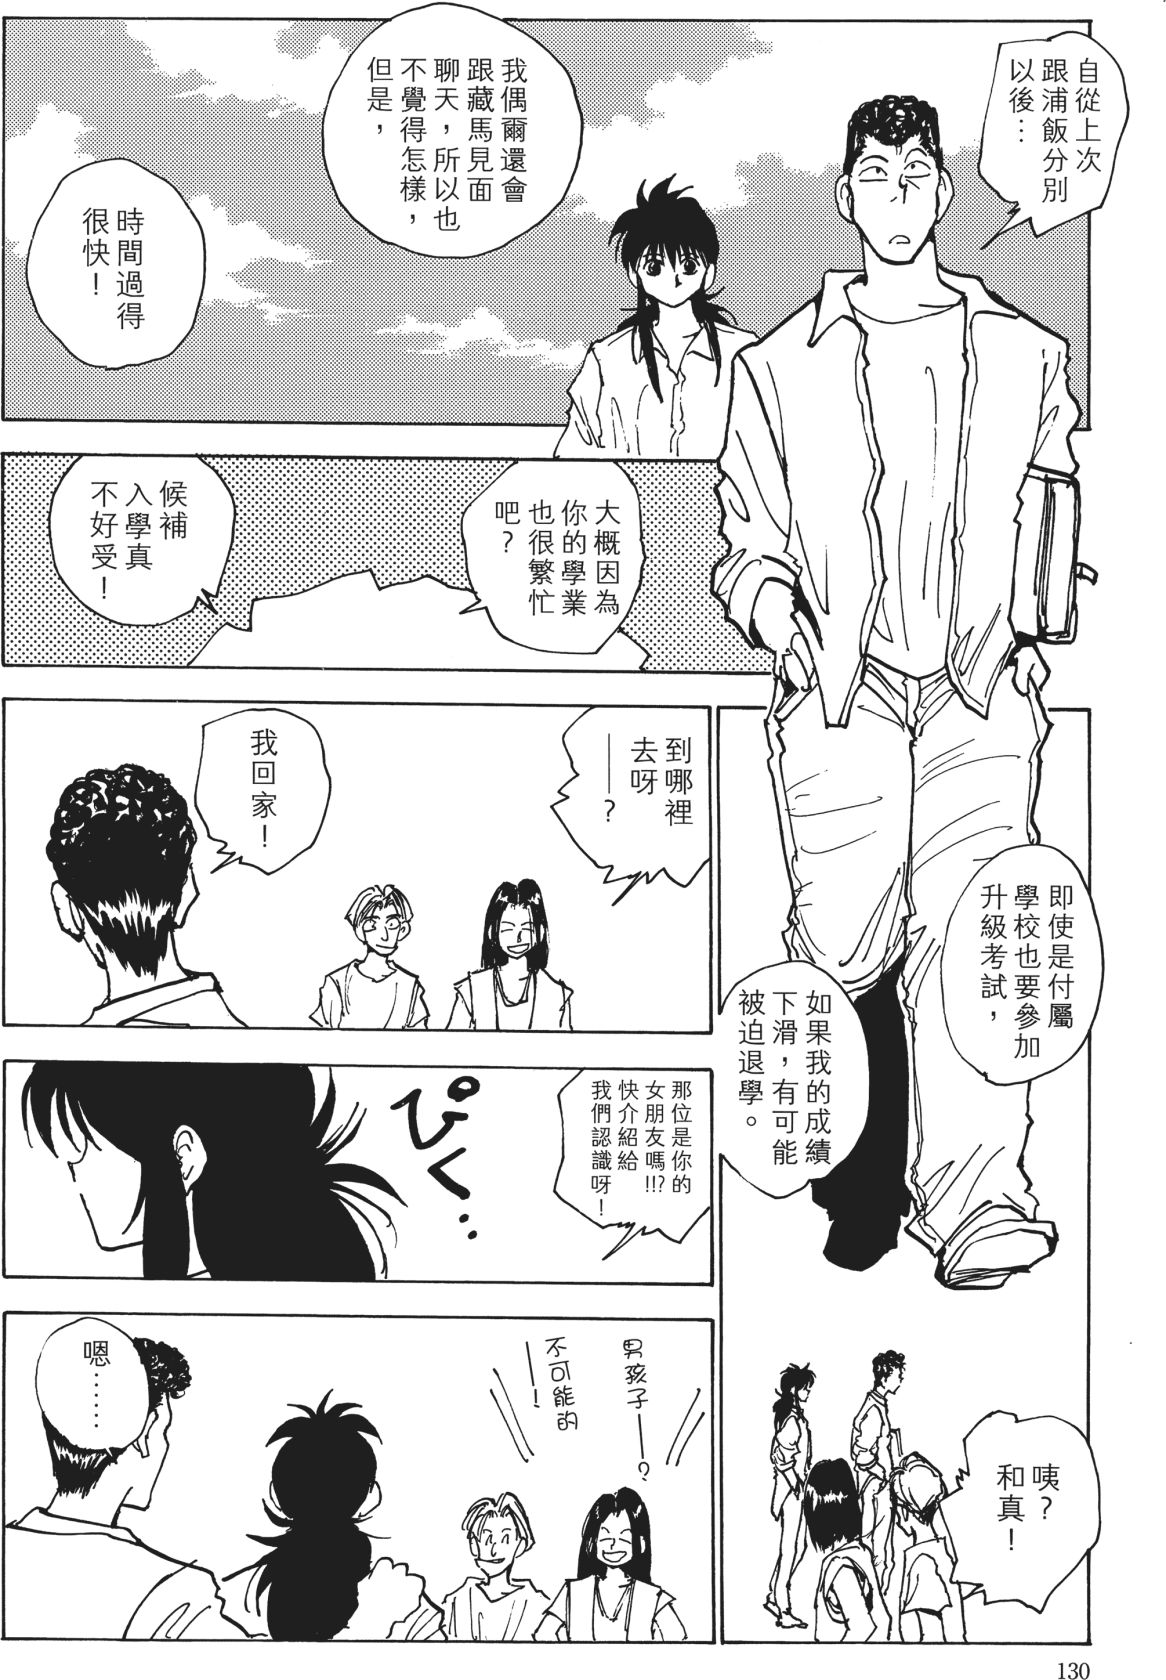 自從上次
跟浦飯分別
以後⋯
我偶爾還會
跟藏馬見面
聊天，所以也
不覺得怎樣，
但是，
時間過得
很快！
大概因為
你的學業
也很繁忙
吧？
候補
入學真
不好受！
即使是付屬
學校也要參加
升級考試，
如果我的成績
下滑，有可能
被迫退學。
咦？
和真！
到哪裡
去呀
——？
我回家！
那位是你的
女朋友嗎!!!?
快介紹給
我們認識呀！
ぴく‥
男孩子——？
不可能的
——！
嗯⋯⋯
130